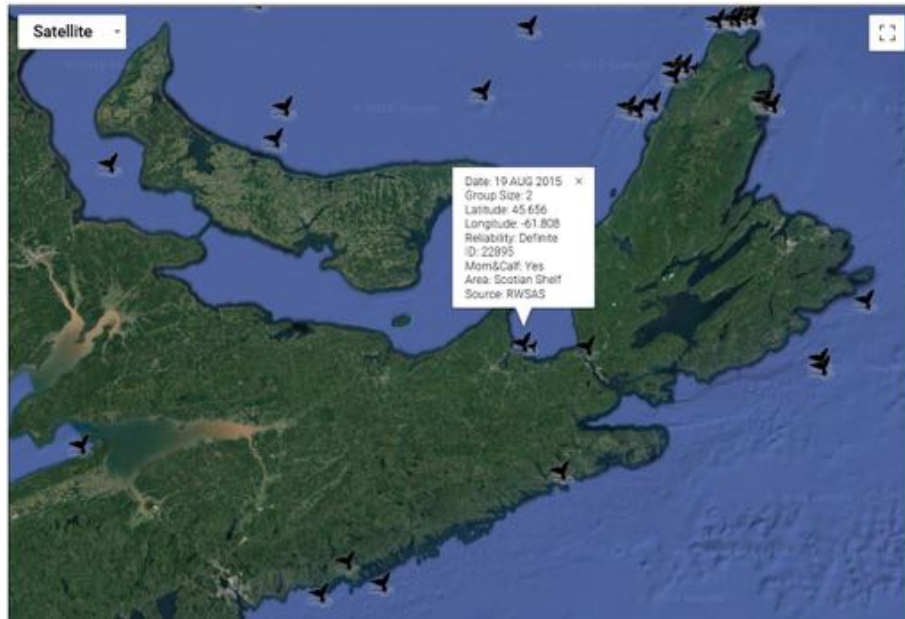 Satellite
Date: 19 AUG 2015
Group Size: 2
Latitude: 45.656
Longitude: -61.808
Reliability: Definite
ID: 22895
Mom&Calf: Yes
Area: Scotian Shelf
Source: RWSAS